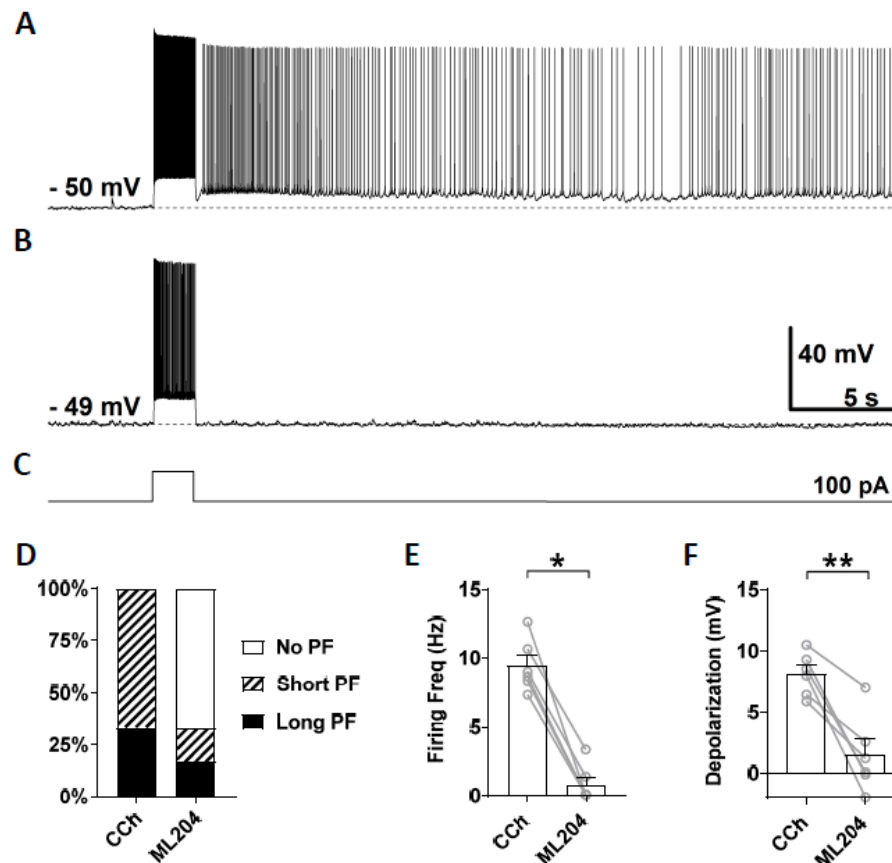 A
- 50 mV
B
- 49 mV
40 mV
5 s
C
100 pA
D
100%
75%
50%
25%
0%
CCh
ML204
No PF
Short PF
Long PF
E
*
Firing Freq (Hz)
15
10
5
0
CCh
ML204
F
**
Depolarization (mV)
15
10
5
0
CCh
ML204